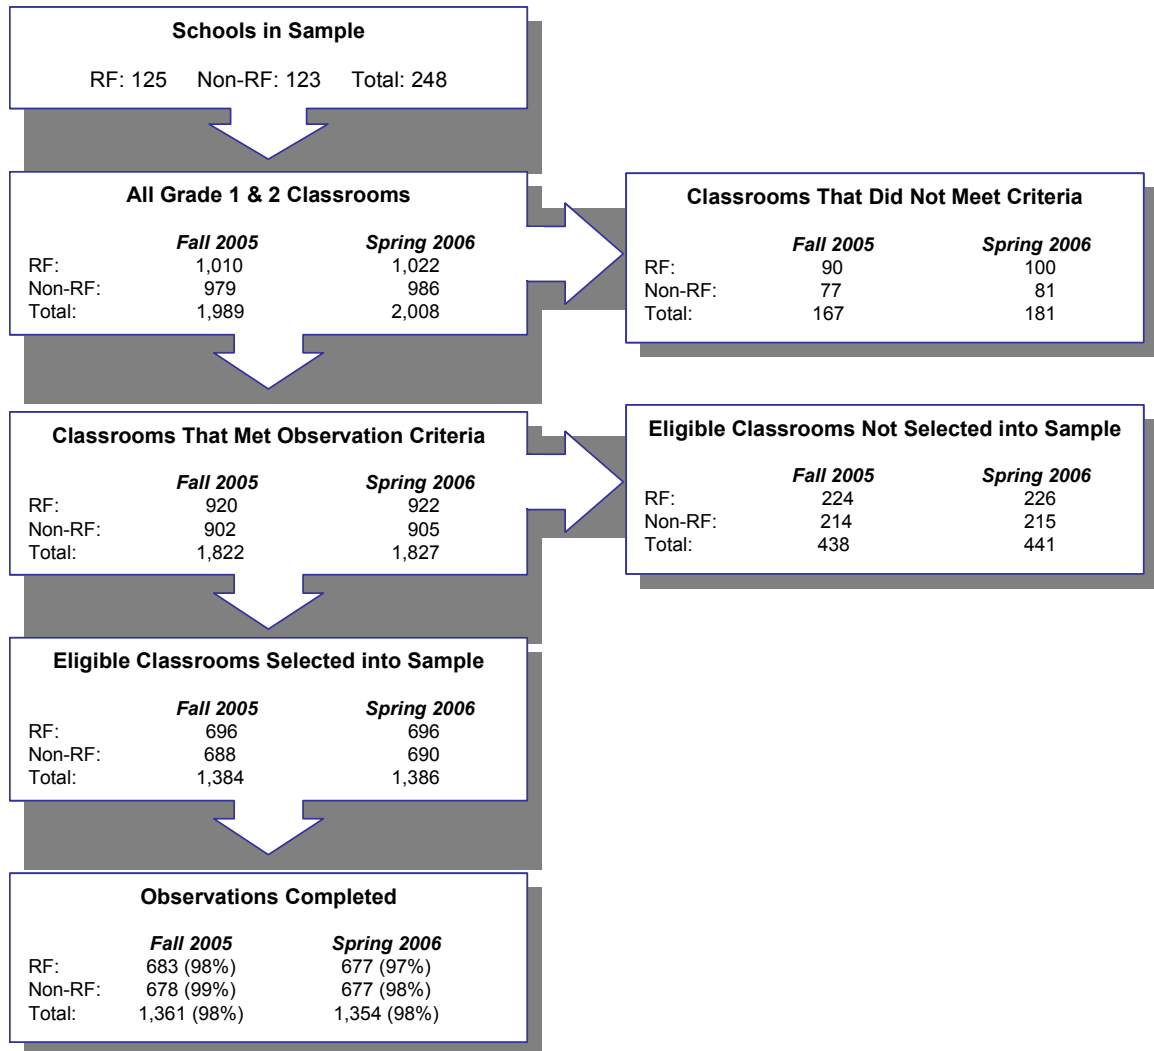 Schools in Sample
RF: 125 Non-RF: 123 Total: 248
All Grade 1 & 2 Classrooms
Fall 2005 Spring 2006
RF: 1,010 1,022
Non-RF: 979 986
Total: 1,989 2,008
Classrooms That Did Not Meet Criteria
Fall 2005 Spring 2006
RF: 90 100
Non-RF: 77 81
Total: 167 181
Classrooms That Met Observation Criteria
Fall 2005 Spring 2006
RF: 920 922
Non-RF: 902 905
Total: 1,822 1,827
Eligible Classrooms Not Selected into Sample
Fall 2005 Spring 2006
RF: 224 226
Non-RF: 214 215
Total: 438 441
Eligible Classrooms Selected into Sample
Fall 2005 Spring 2006
RF: 696 696
Non-RF: 688 690
Total: 1,384 1,386
Observations Completed
Fall 2005 Spring 2006
RF: 683 (98%) 677 (97%)
Non-RF: 678 (99%) 677 (98%)
Total: 1,361 (98%) 1,354 (98%)